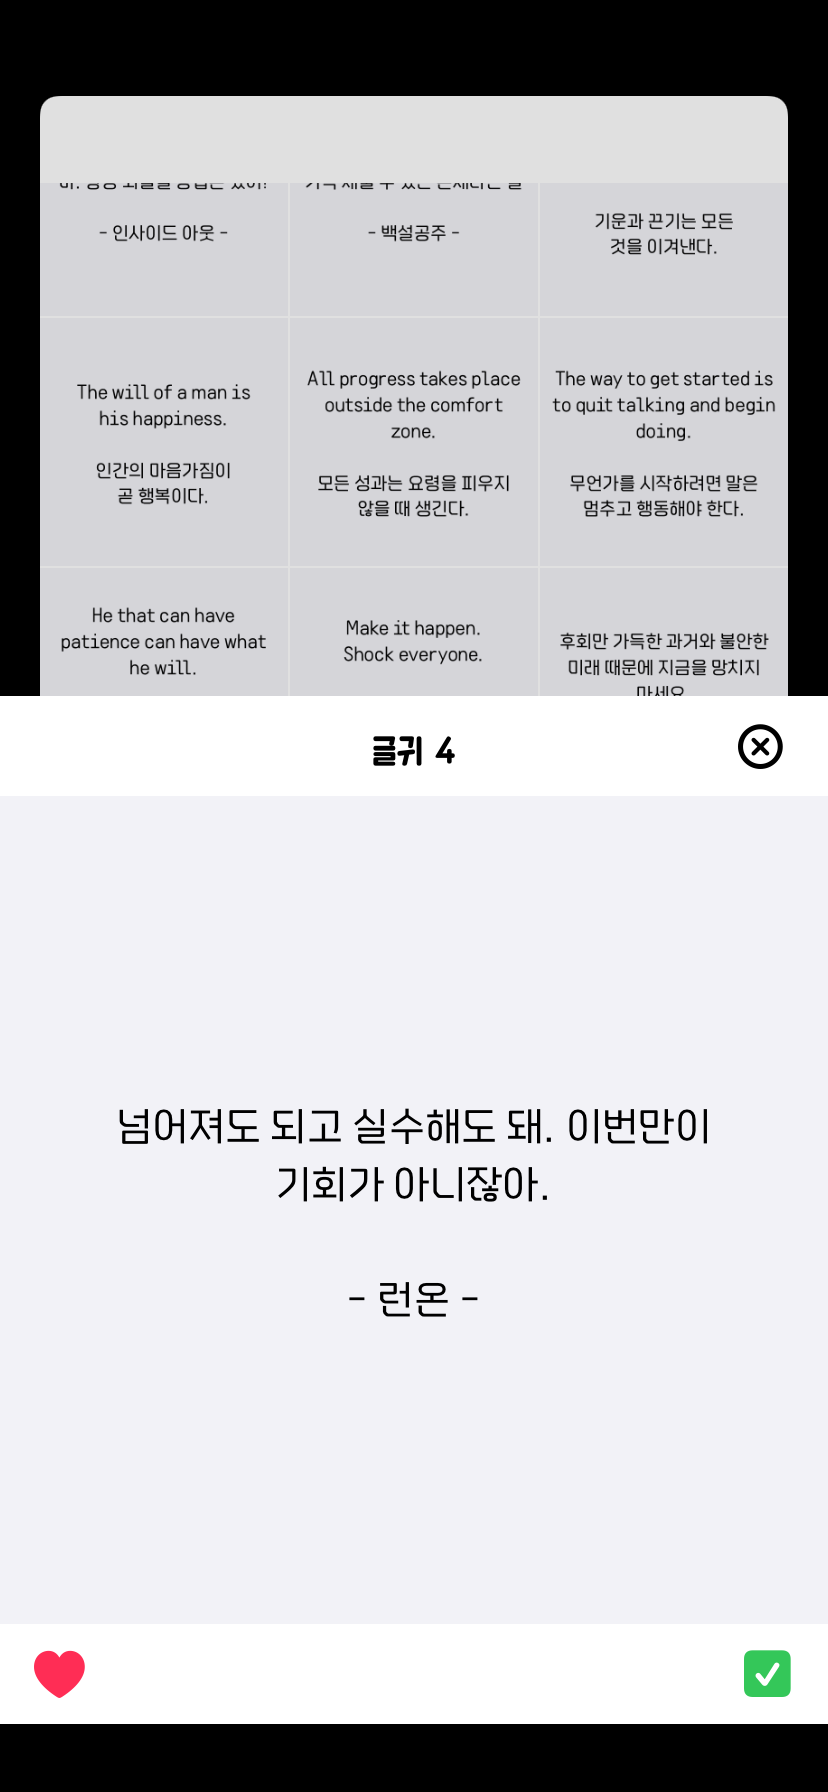 - 인사이드 아웃 -
- 백설공주 -
기운과 끈기는 모든
것을 이겨낸다.
The will of a man is
his happiness.
인간의 마음가짐이
곧 행복이다.
All progress takes place
outside the comfort
zone.
모든 성과는 요령을 피우지
않을 때 생긴다.
The way to get started is
to quit talking and begin
doing.
무언가를 시작하려면 말은
멈추고 행동해야 한다.
He that can have
patience can have what
he will.
Make it happen.
Shock everyone.
후회만 가득한 과거와 불안한
미래 때문에 지금을 망치지
마세요
글귀 4
넘어져도 되고 실수해도 돼. 이번만이
기회가 아니잖아.
- 런온 -